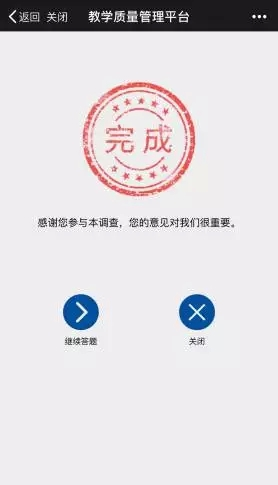 返回 关闭 教学质量管理平台
完成
感谢您参与本调查，您的意见对我们很重要。
继续答题 关闭